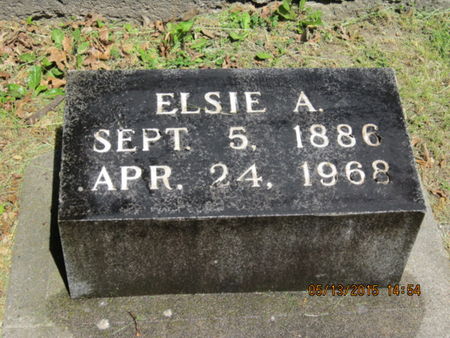 ELSIE A.
SEPT. 5, 1886
APR. 24, 1968
05/13/2015 14:54